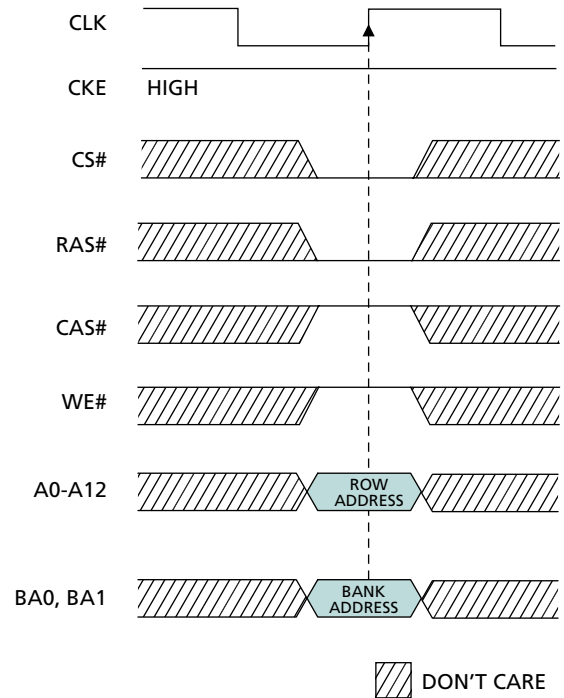 CLK
CKE HIGH
CS#
RAS#
CAS#
WE#
A0-A12 ROW ADDRESS
BA0, BA1 BANK ADDRESS
DON'T CARE